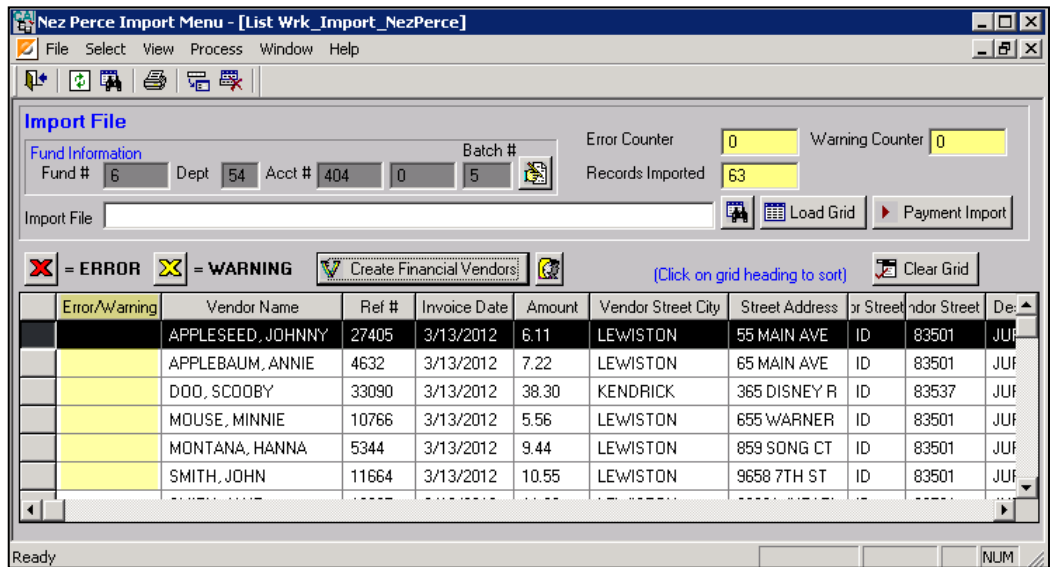 Nez Perce Import Menu - [List Wrk_Import_NezPerce]
File Select View Process Window Help
Import File
Fund Information
Batch #
Fund # 6 Dept 54 Acct # 404 0 5
Error Counter 0 Warning Counter 0
Records Imported 63
Import File Load Grid Payment Import
= ERROR = WARNING Create Financial Vendors (Click on grid heading to sort) Clear Grid
Error/Warning Vendor Name Ref # Invoice Date Amount Vendor Street City Street Address or Street ndor Street
APPLESEED, JOHNNY 27405 3/13/2012 6.11 LEWISTON 55 MAIN AVE ID 83501
APPLEBAUM, ANNIE 4632 3/13/2012 7.22 LEWISTON 65 MAIN AVE ID 83501
DOO, SCOOBY 33090 3/13/2012 38.30 KENDRICK 365 DISNEY R ID 83537
MOUSE, MINNIE 10766 3/13/2012 5.56 LEWISTON 655 WARNER ID 83501
MONTANA, HANNA 5344 3/13/2012 9.44 LEWISTON 859 SONG CT ID 83501
SMITH, JOHN 11664 3/13/2012 10.55 LEWISTON 9658 7TH ST ID 83501
Ready NUM